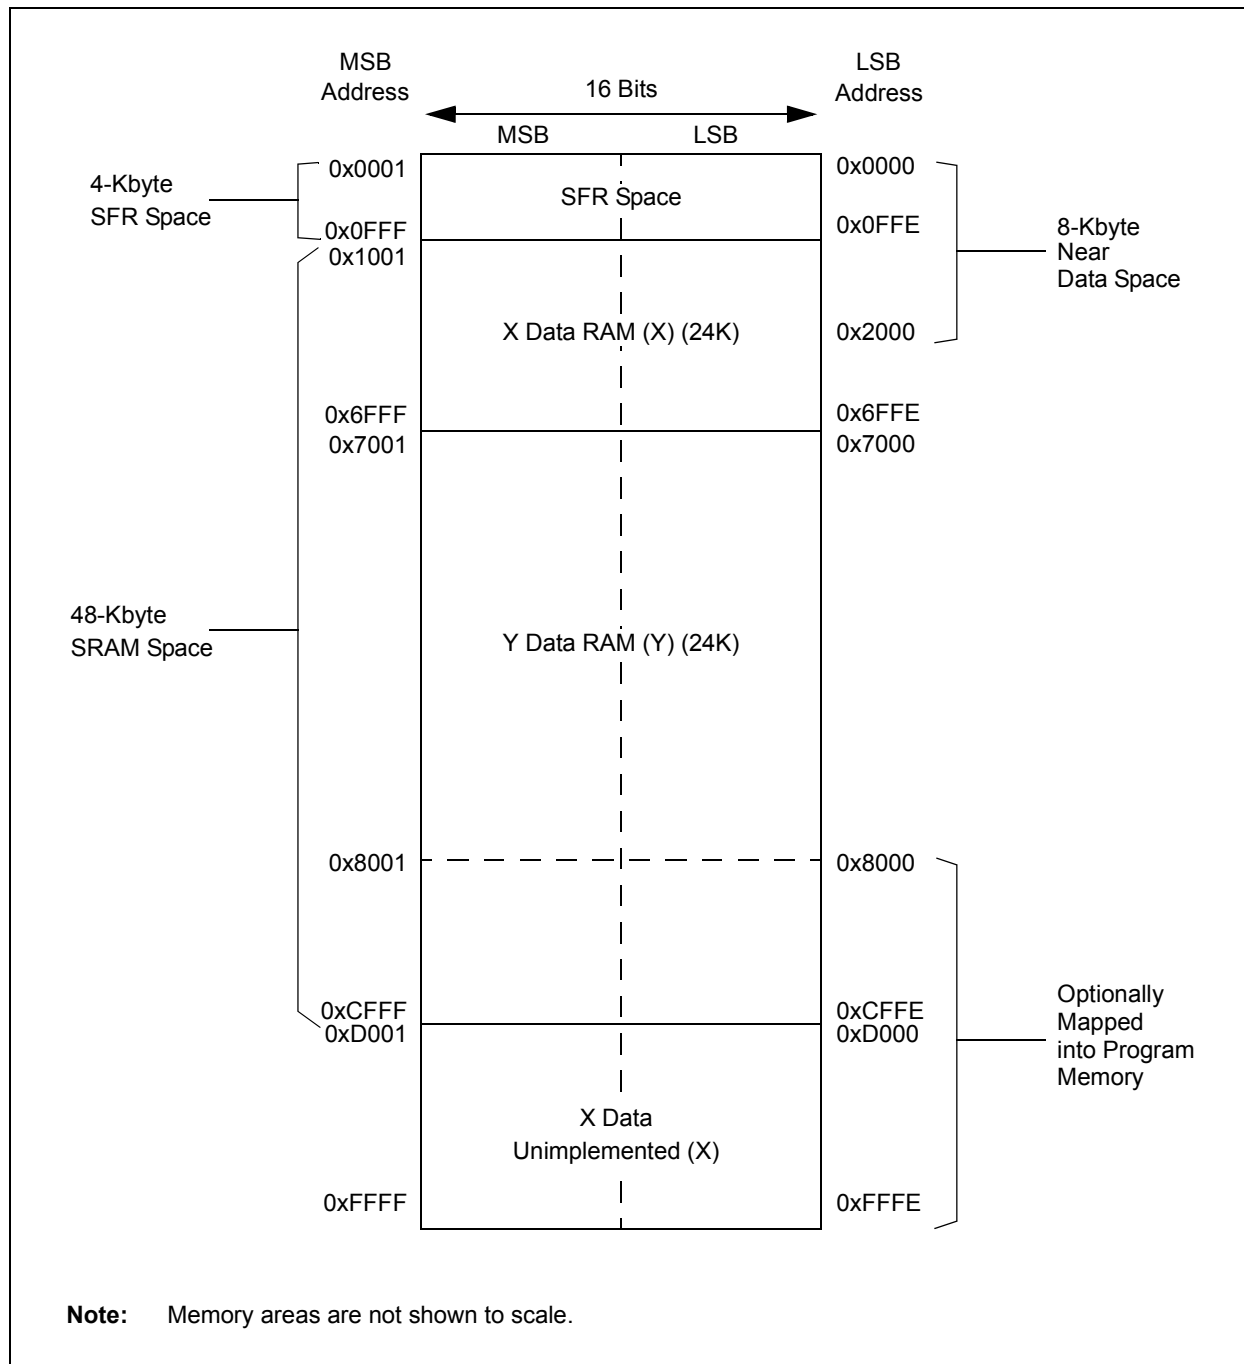 MSB
Address
16 Bits
LSB
Address
MSB
LSB
0x0001
0x0000
4-Kbyte
SFR Space
SFR Space
0x0FFF
0x0FFE
8-Kbyte
Near
Data Space
0x1001
X Data RAM (X) (24K)
0x2000
0x6FFF
0x6FFE
0x7001
0x7000
48-Kbyte
SRAM Space
Y Data RAM (Y) (24K)
0x8001
0x8000
0xCFFF
0xCFFE
0xD001
0xD000
Optionally
Mapped
into Program
Memory
X Data
Unimplemented (X)
0xFFFF
0xFFFE
Note: Memory areas are not shown to scale.